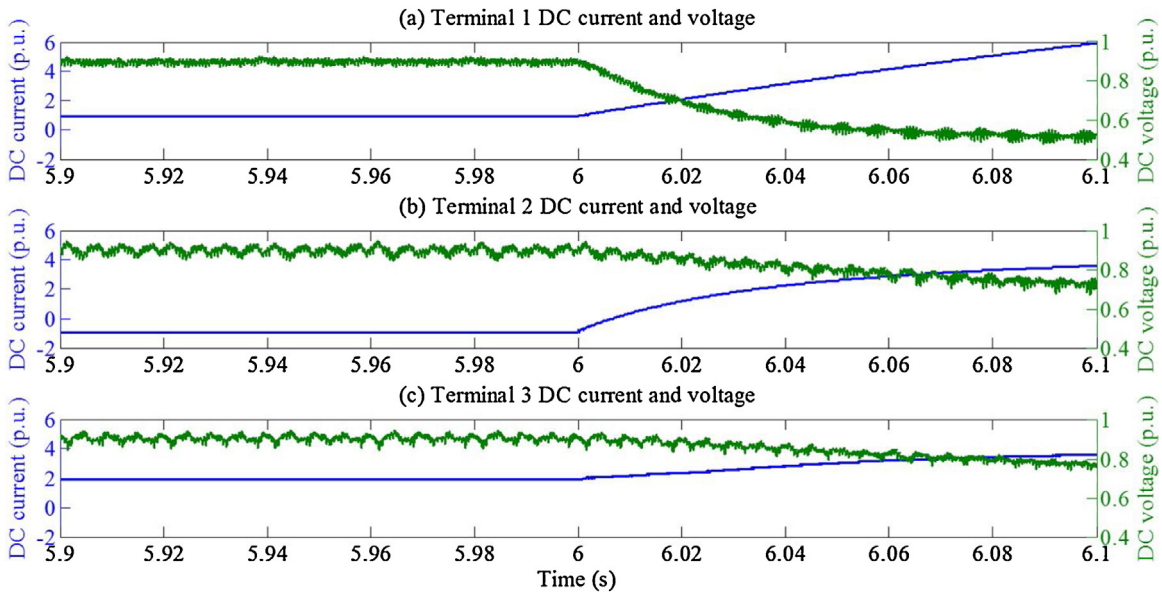 (a) Terminal 1 DC current and voltage
DC current (p.u.)
6
4
2
0
-2
1
0.8
0.6
0.4
DC voltage (p.u.)
5.9 5.92 5.94 5.96 5.98 6 6.02 6.04 6.06 6.08 6.1
(b) Terminal 2 DC current and voltage
DC current (p.u.)
6
4
2
0
-2
1
0.8
0.6
0.4
DC voltage (p.u.)
5.9 5.92 5.94 5.96 5.98 6 6.02 6.04 6.06 6.08 6.1
(c) Terminal 3 DC current and voltage
DC current (p.u.)
6
4
2
0
-2
1
0.8
0.6
0.4
DC voltage (p.u.)
5.9 5.92 5.94 5.96 5.98 6 6.02 6.04 6.06 6.08 6.1
Time (s)